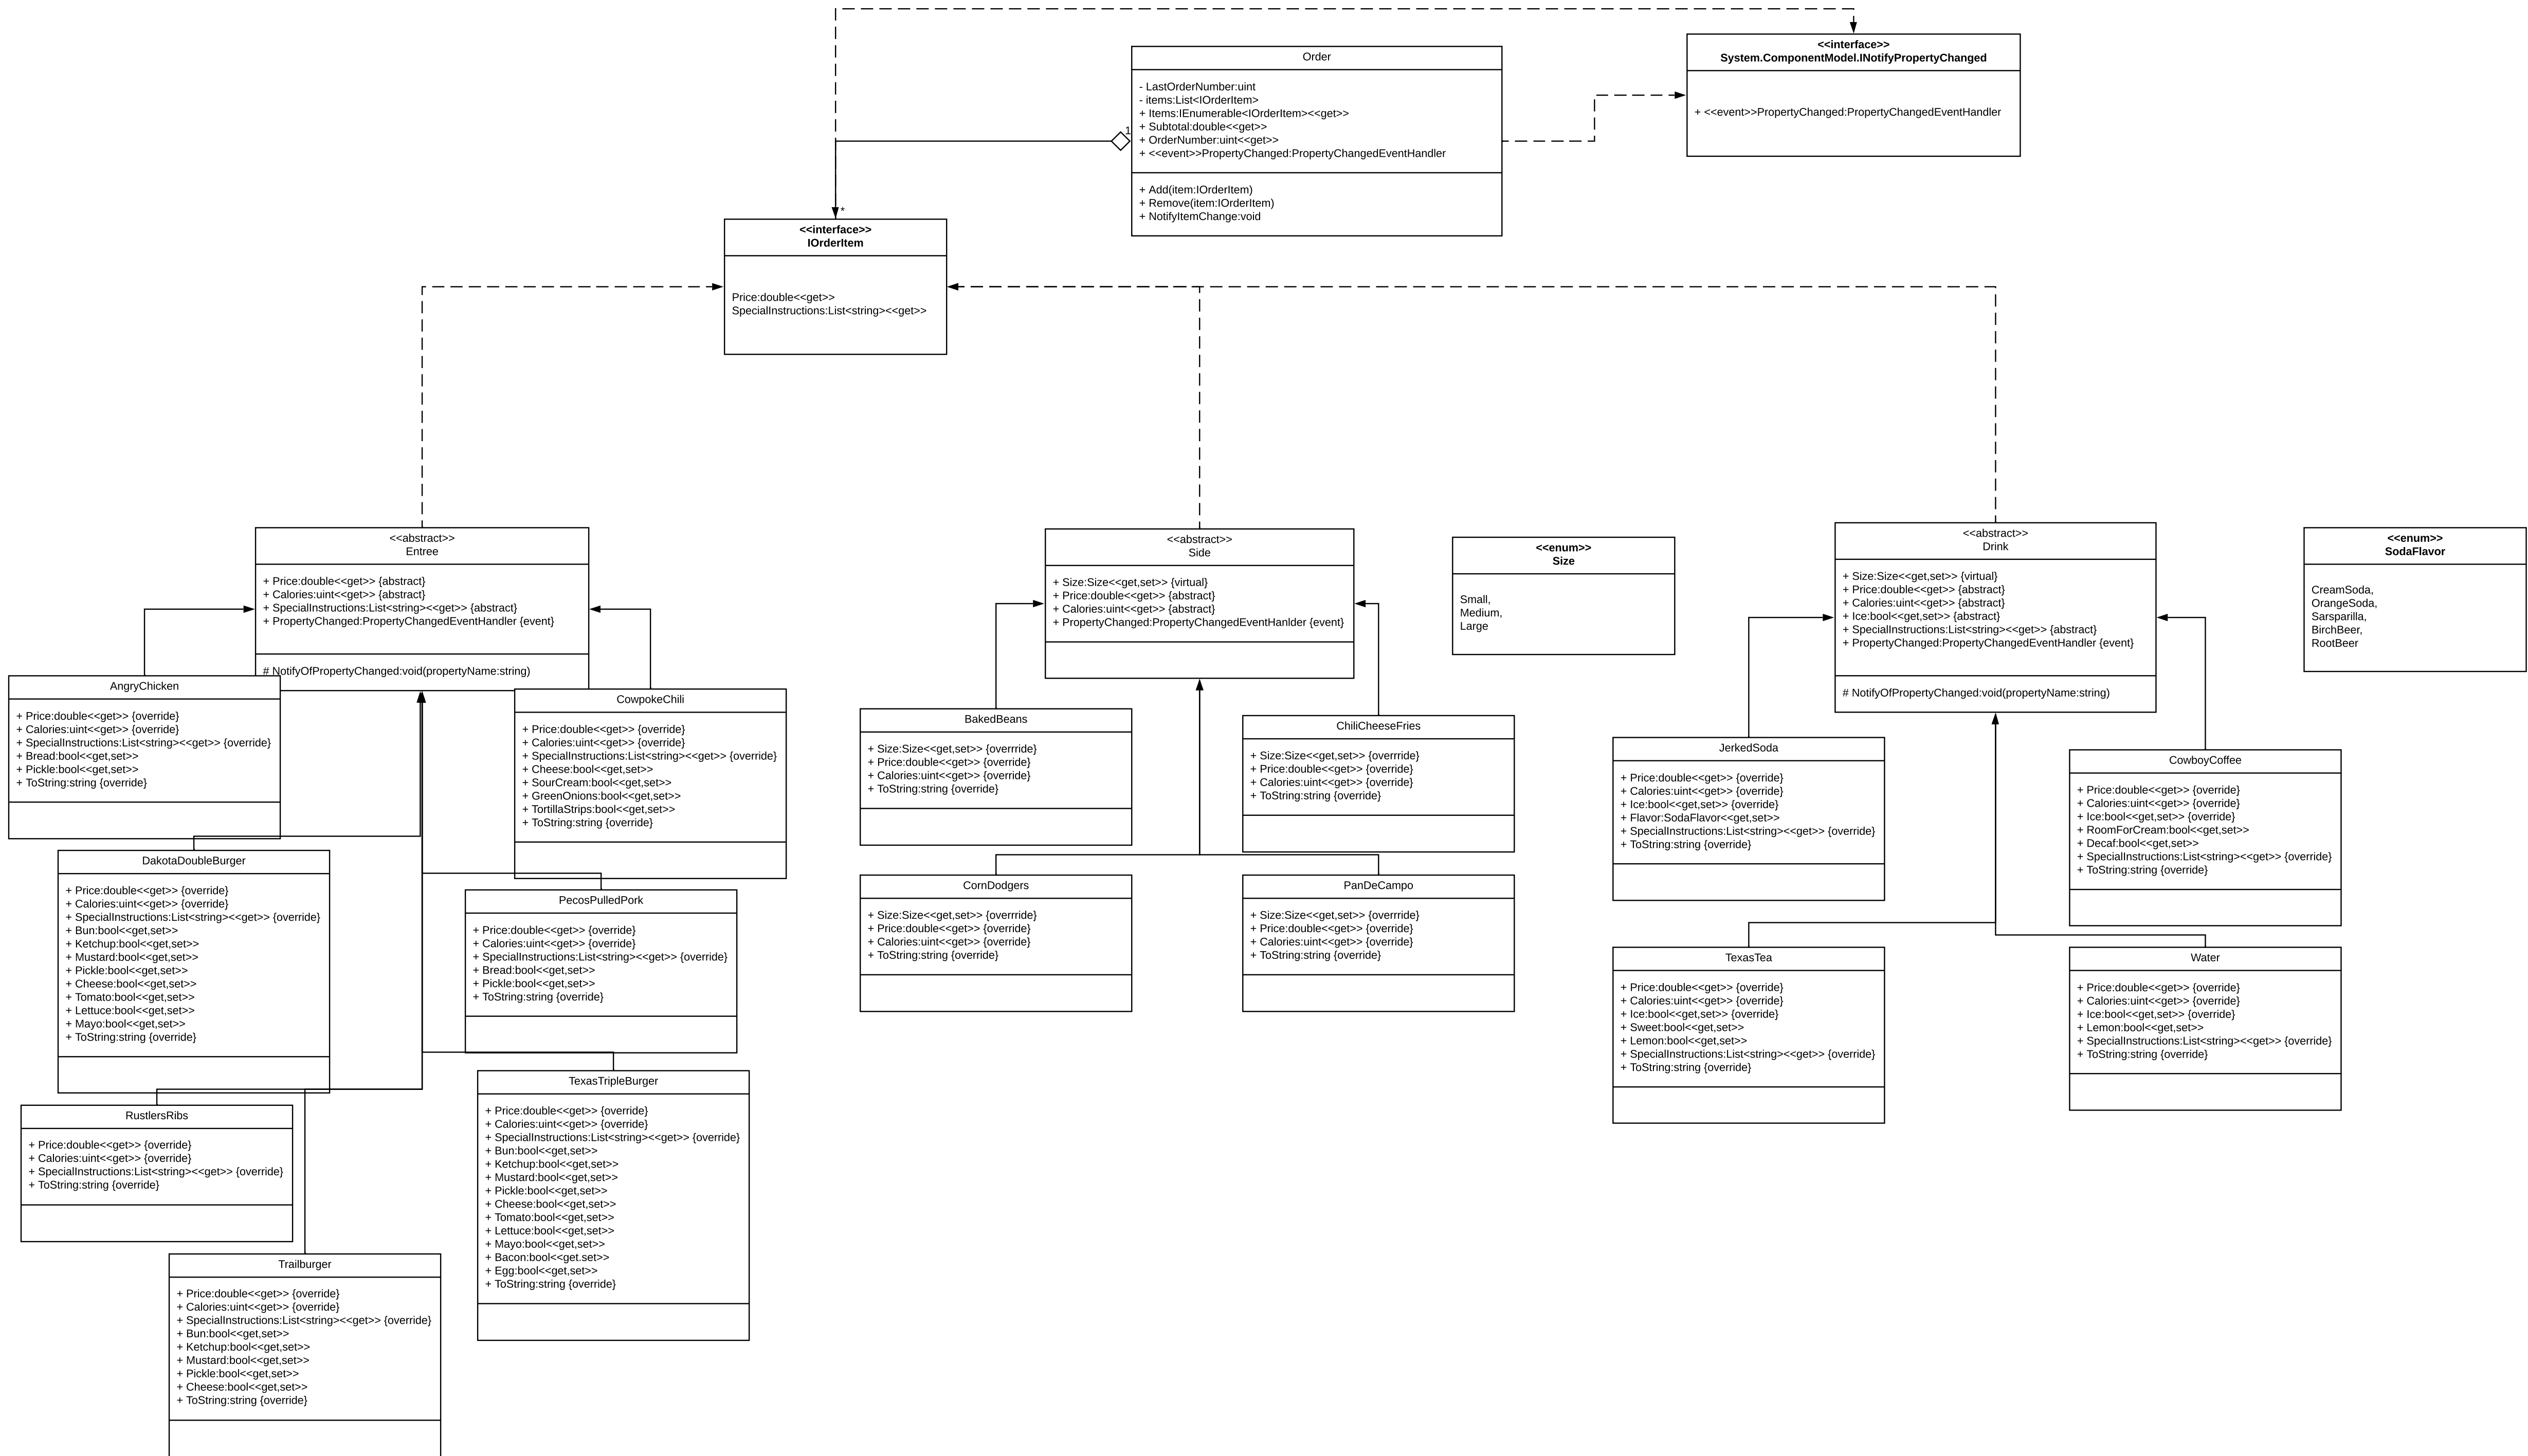 Order
- LastOrderNumber:uint
- items:List<IOrderItem>
+ Items:IEnumerable<IOrderItem><<get>>
+ Subtotal:double<<get>>
+ OrderNumber:uint<<get>>
+ <<event>>PropertyChanged:PropertyChangedEventHandler
+ Add(item:IOrderItem)
+ Remove(item:IOrderItem)
+ NotifyItemChange:void
1
*
<<interface>>
System.ComponentModel.INotifyPropertyChanged
+ <<event>>PropertyChanged:PropertyChangedEventHandler
<<interface>>
IOrderItem
Price:double<<get>>
SpecialInstructions:List<string><<get>>
<<abstract>>
Entree
+ Price:double<<get>> {abstract}
+ Calories:uint<<get>> {abstract}
+ SpecialInstructions:List<string><<get>> {abstract}
+ PropertyChanged:PropertyChangedEventHandler {event}
# NotifyOfPropertyChanged:void(propertyName:string)
<<abstract>>
Side
+ Size:Size<<get,set>> {virtual}
+ Price:double<<get>> {abstract}
+ Calories:uint<<get>> {abstract}
+ PropertyChanged:PropertyChangedEventHanlder {event}
<<enum>>
Size
Small,
Medium,
Large
<<abstract>>
Drink
+ Size:Size<<get,set>> {virtual}
+ Price:double<<get>> {abstract}
+ Calories:uint<<get>> {abstract}
+ Ice:bool<<get,set>> {abstract}
+ SpecialInstructions:List<string><<get>> {abstract}
+ PropertyChanged:PropertyChangedEventHandler {event}
# NotifyOfPropertyChanged:void(propertyName:string)
<<enum>>
SodaFlavor
CreamSoda,
OrangeSoda,
Sarsparilla,
BirchBeer,
RootBeer
AngryChicken
+ Price:double<<get>> {override}
+ Calories:uint<<get>> {override}
+ SpecialInstructions:List<string><<get>> {override}
+ Bread:bool<<get,set>>
+ Pickle:bool<<get,set>>
+ ToString:string {override}
CowpokeChili
+ Price:double<<get>> {override}
+ Calories:uint<<get>> {override}
+ SpecialInstructions:List<string><<get>> {override}
+ Cheese:bool<<get,set>>
+ SourCream:bool<<get,set>>
+ GreenOnions:bool<<get,set>>
+ TortillaStrips:bool<<get,set>>
+ ToString:string {override}
BakedBeans
+ Size:Size<<get,set>> {overrride}
+ Price:double<<get>> {override}
+ Calories:uint<<get>> {override}
+ ToString:string {override}
ChiliCheeseFries
+ Size:Size<<get,set>> {overrride}
+ Price:double<<get>> {override}
+ Calories:uint<<get>> {override}
+ ToString:string {override}
JerkedSoda
+ Price:double<<get>> {override}
+ Calories:uint<<get>> {override}
+ Ice:bool<<get,set>> {override}
+ Flavor:SodaFlavor<<get,set>>
+ SpecialInstructions:List<string><<get>> {override}
+ ToString:string {override}
CowboyCoffee
+ Price:double<<get>> {override}
+ Calories:uint<<get>> {override}
+ Ice:bool<<get,set>> {override}
+ RoomForCream:bool<<get,set>>
+ Decaf:bool<<get,set>>
+ SpecialInstructions:List<string><<get>> {override}
+ ToString:string {override}
DakotaDoubleBurger
+ Price:double<<get>> {override}
+ Calories:uint<<get>> {override}
+ SpecialInstructions:List<string><<get>> {override}
+ Bun:bool<<get,set>>
+ Ketchup:bool<<get,set>>
+ Mustard:bool<<get,set>>
+ Pickle:bool<<get,set>>
+ Cheese:bool<<get,set>>
+ Tomato:bool<<get,set>>
+ Lettuce:bool<<get,set>>
+ Mayo:bool<<get,set>>
+ ToString:string {override}
PecosPulledPork
+ Price:double<<get>> {override}
+ Calories:uint<<get>> {override}
+ SpecialInstructions:List<string><<get>> {override}
+ Bread:bool<<get,set>>
+ Pickle:bool<<get,set>>
+ ToString:string {override}
CornDodgers
+ Size:Size<<get,set>> {overrride}
+ Price:double<<get>> {override}
+ Calories:uint<<get>> {override}
+ ToString:string {override}
PanDeCampo
+ Size:Size<<get,set>> {overrride}
+ Price:double<<get>> {override}
+ Calories:uint<<get>> {override}
+ ToString:string {override}
TexasTea
+ Price:double<<get>> {override}
+ Calories:uint<<get>> {override}
+ Ice:bool<<get,set>> {override}
+ Sweet:bool<<get,set>>
+ Lemon:bool<<get,set>>
+ SpecialInstructions:List<string><<get>> {override}
+ ToString:string {override}
Water
+ Price:double<<get>> {override}
+ Calories:uint<<get>> {override}
+ Ice:bool<<get,set>> {override}
+ Lemon:bool<<get,set>>
+ SpecialInstructions:List<string><<get>> {override}
+ ToString:string {override}
RustlersRibs
+ Price:double<<get>> {override}
+ Calories:uint<<get>> {override}
+ SpecialInstructions:List<string><<get>> {override}
+ ToString:string {override}
TexasTripleBurger
+ Price:double<<get>> {override}
+ Calories:uint<<get>> {override}
+ SpecialInstructions:List<string><<get>> {override}
+ Bun:bool<<get,set>>
+ Ketchup:bool<<get,set>>
+ Mustard:bool<<get,set>>
+ Pickle:bool<<get,set>>
+ Cheese:bool<<get,set>>
+ Tomato:bool<<get,set>>
+ Lettuce:bool<<get,set>>
+ Mayo:bool<<get,set>>
+ Bacon:bool<<get.set>>
+ Egg:bool<<get,set>>
+ ToString:string {override}
Trailburger
+ Price:double<<get>> {override}
+ Calories:uint<<get>> {override}
+ SpecialInstructions:List<string><<get>> {override}
+ Bun:bool<<get,set>>
+ Ketchup:bool<<get,set>>
+ Mustard:bool<<get,set>>
+ Pickle:bool<<get,set>>
+ Cheese:bool<<get,set>>
+ ToString:string {override}